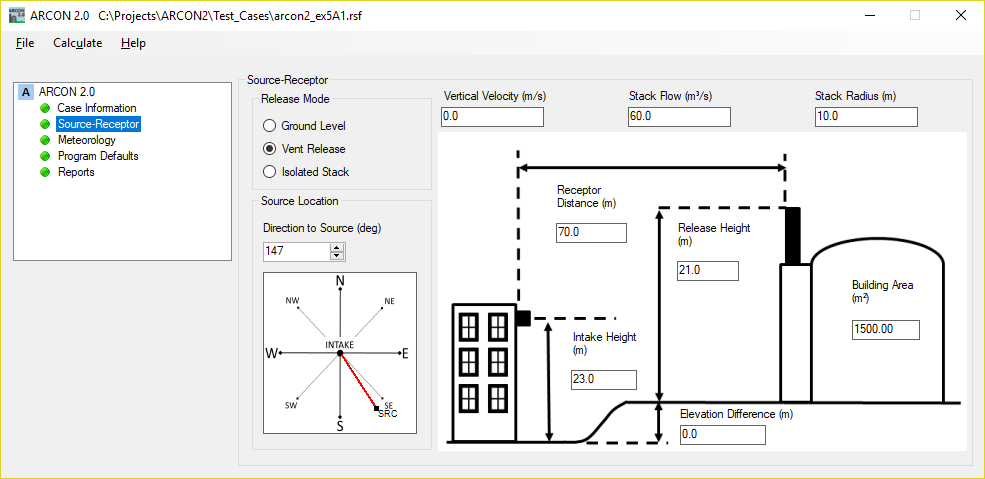 ARCON 2.0 C:\Projects\ARCON2\Test_Cases\arcon2_ex5A1.rsf
File Calculate Help
A ARCON 2.0
Case Information
Source-Receptor
Meteorology
Program Defaults
Reports
Source-Receptor
Release Mode
Ground Level
Vent Release
Isolated Stack
Source Location
Direction to Source (deg)
147
N
NW NE
INTAKE
W E
SW SE
SRC
S
Vertical Velocity (m/s) Stack Flow (m³/s) Stack Radius (m)
0.0 60.0 10.0
Receptor
Distance (m)
70.0
Release Height
(m)
21.0
Building Area
(m²)
1500.00
Intake Height
(m)
23.0
Elevation Difference (m)
0.0